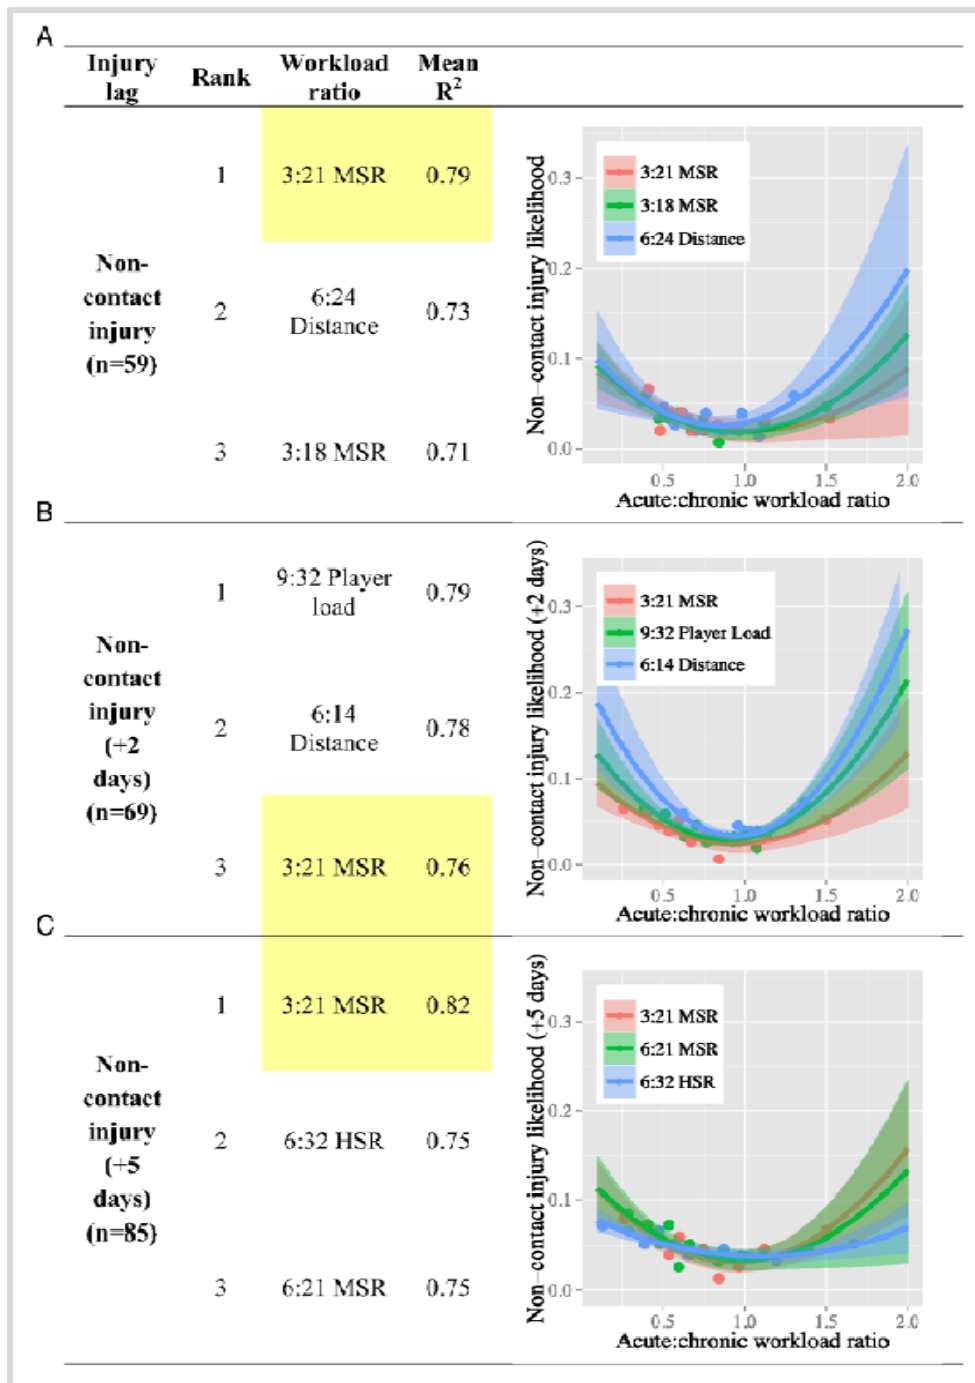 A
Injury lag
Rank
Workload ratio
Mean R²
Non-contact injury (n=59)
1
3:21 MSR
0.79
2
6:24 Distance
0.73
3
3:18 MSR
0.71
Non-contact injury likelihood
0.3
0.2
0.1
0.0
3:21 MSR
3:18 MSR
6:24 Distance
0.5
1.0
1.5
2.0
Acute:chronic workload ratio
B
Non-contact injury (+2 days) (n=69)
1
9:32 Player load
0.79
2
6:14 Distance
0.78
3
3:21 MSR
0.76
Non-contact injury likelihood (+2 days)
0.3
0.2
0.1
0.0
3:21 MSR
9:32 Player Load
6:14 Distance
0.5
1.0
1.5
2.0
Acute:chronic workload ratio
C
Non-contact injury (+5 days) (n=85)
1
3:21 MSR
0.82
2
6:32 HSR
0.75
3
6:21 MSR
0.75
Non-contact injury likelihood (+5 days)
0.3
0.2
0.1
0.0
3:21 MSR
6:21 MSR
6:32 HSR
0.5
1.0
1.5
2.0
Acute:chronic workload ratio